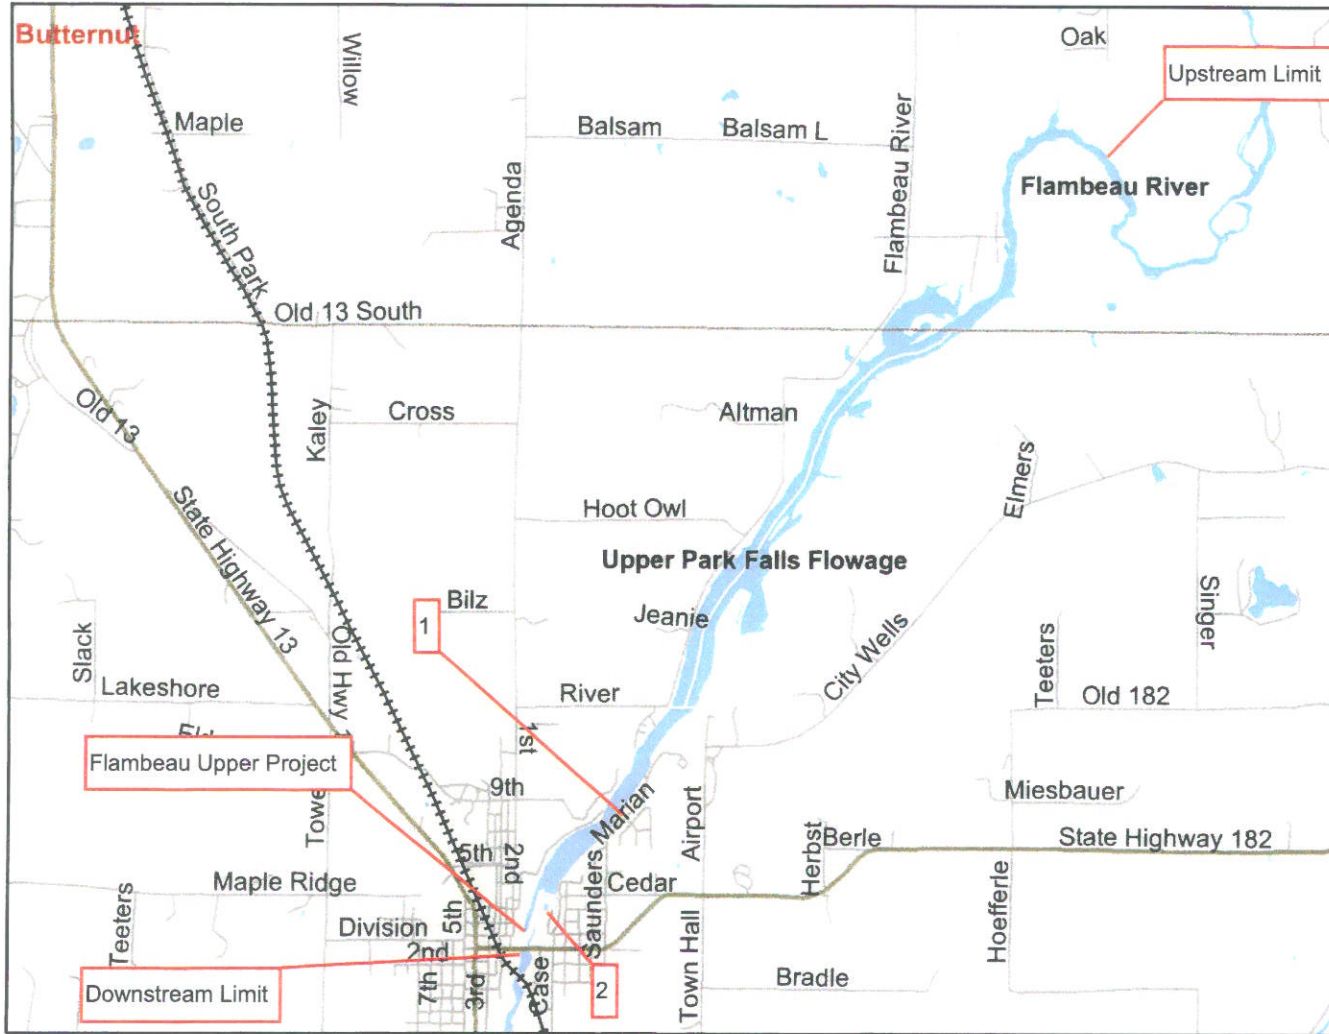 Butternut
Willow
Oak
Upstream Limit
Maple
Balsam
Balsam L
Flambeau River
Flambeau River
South Park
Agenda
Old 13 South
Old 13
Kaley
Cross
Altman
Elmers
State Highway 13
Hoot Owl
Upper Park Falls Flowage
Bilz
1
Jeanie
Singer
Slack
Old Hwy 1
City Wells
Teeters
Lakeshore
River
Old 182
1st
Flambeau Upper Project
9th
Marian
Airport
Miesbauer
Towe
Herbst
Berle
State Highway 182
5th
2nd
Maple Ridge
Saunders
Cedar
Hoefferle
Teeters
Division
5th
2nd
7th
3rd
Case
2
Town Hall
Bradle
Downstream Limit